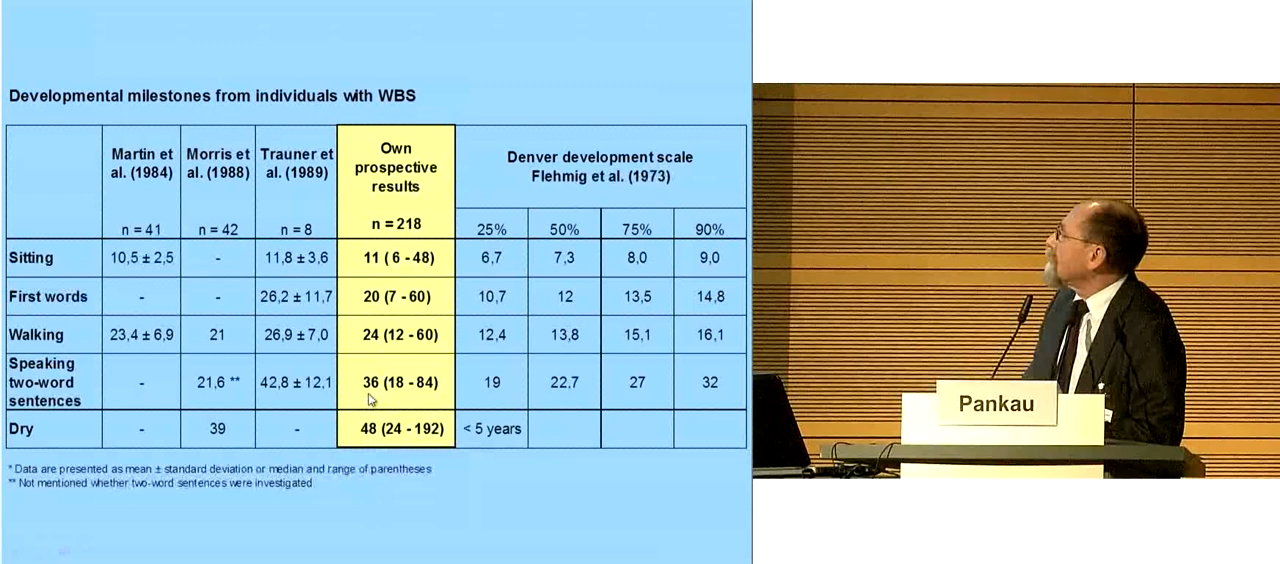 Developmental milestones from individuals with WBS
Martin et al. (1984) n = 41 Morris et al. (1988) n = 42 Trauner et al. (1989) n = 8 Own prospective results n = 218 Denver development scale Flehmig et al. (1973)
25% 50% 75% 90%
Sitting 10,5 ± 2,5 - 11,8 ± 3,6 11 ( 6 - 48) 6,7 7,3 8,0 9,0
First words - - 26,2 ± 11,7 20 (7 - 60) 10,7 12 13,5 14,8
Walking 23,4 ± 6,9 21 26,9 ± 7,0 24 (12 - 60) 12,4 13,8 15,1 16,1
Speaking two-word sentences - 21,6 ** 42,8 ± 12,1 36 (18 - 84) 19 22,7 27 32
Dry - 39 - 48 (24 - 192) < 5 years
* Data are presented as mean ± standard deviation or median and range of parentheses
** Not mentioned whether two-word sentences were investigated
Pankau